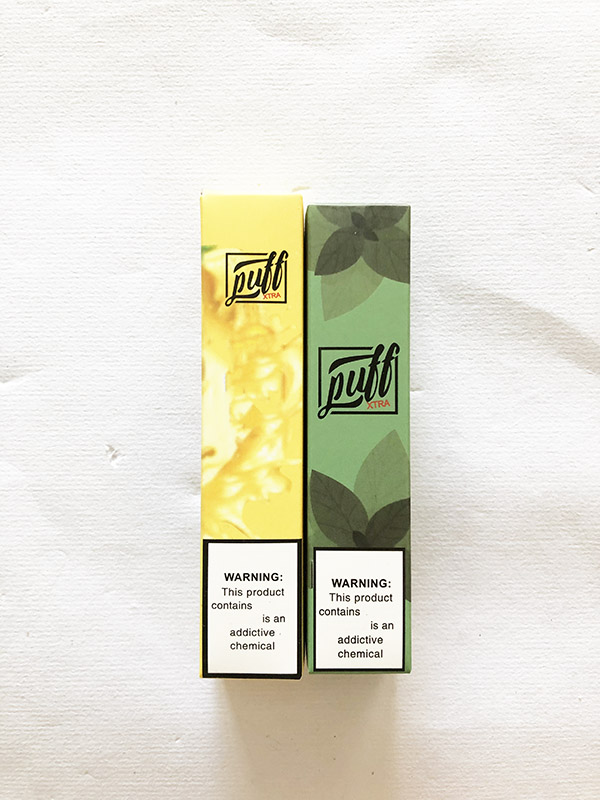 puff
XTRA
WARNING:
This product
contains
is an
addictive
chemical
puff
XTRA
WARNING:
This product
contains
is an
addictive
chemical